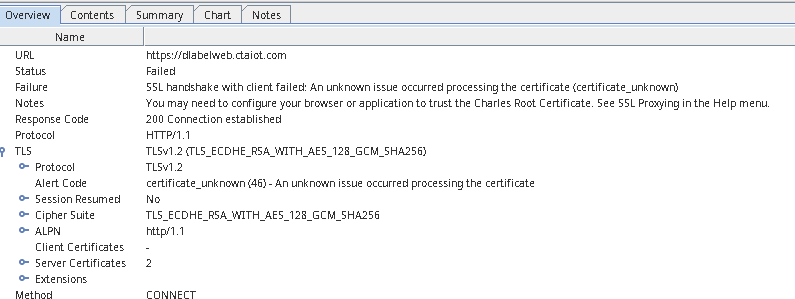 Overview Contents Summary Chart Notes
Name
URL https://dlabelweb.ctaiot.com
Status Failed
Failure SSL handshake with client failed: An unknown issue occurred processing the certificate (certificate_unknown)
Notes You may need to configure your browser or application to trust the Charles Root Certificate. See SSL Proxying in the Help menu.
Response Code 200 Connection established
Protocol HTTP/1.1
TLS TLSv1.2 (TLS_ECDHE_RSA_WITH_AES_128_GCM_SHA256)
Protocol TLSv1.2
Alert Code certificate_unknown (46) - An unknown issue occurred processing the certificate
Session Resumed No
Cipher Suite TLS_ECDHE_RSA_WITH_AES_128_GCM_SHA256
ALPN http/1.1
Client Certificates -
Server Certificates 2
Extensions
Method CONNECT